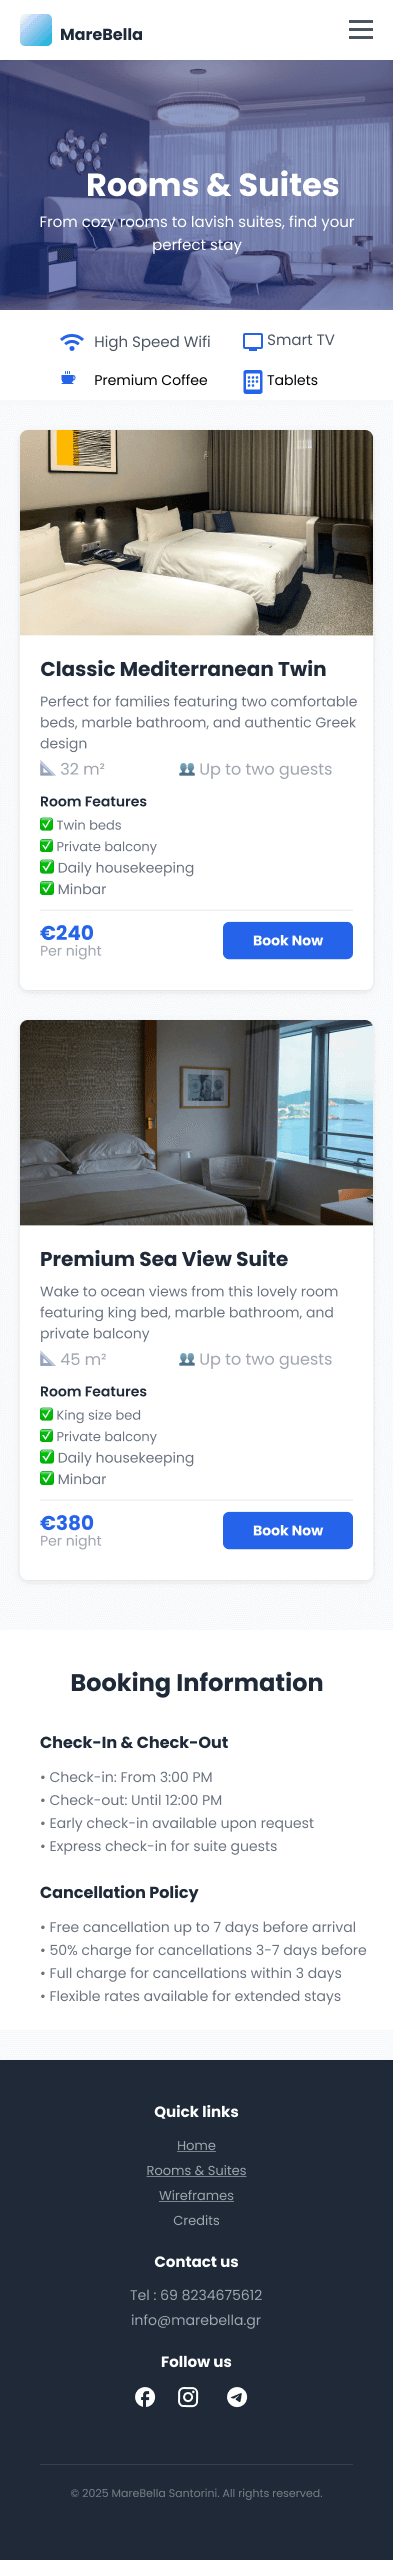 MareBella
Rooms & Suites
From cozy rooms to lavish suites, find your
perfect stay
High Speed Wifi
Smart TV
Premium Coffee
Tablets
Classic Mediterranean Twin
Perfect for families featuring two comfortable
beds, marble bathroom, and authentic Greek
design
📐 32 m²
👥 Up to two guests
Room Features
✅ Twin beds
✅ Private balcony
✅ Daily housekeeping
✅ Minbar
€240
Per night
Book Now
Premium Sea View Suite
Wake to ocean views from this lovely room
featuring king bed, marble bathroom, and
private balcony
📐 45 m²
👥 Up to two guests
Room Features
✅ King size bed
✅ Private balcony
✅ Daily housekeeping
✅ Minbar
€380
Per night
Book Now
Booking Information
Check-In & Check-Out
• Check-in: From 3:00 PM
• Check-out: Until 12:00 PM
• Early check-in available upon request
• Express check-in for suite guests
Cancellation Policy
• Free cancellation up to 7 days before arrival
• 50% charge for cancellations 3-7 days before
• Full charge for cancellations within 3 days
• Flexible rates available for extended stays
Quick links
Home
Rooms & Suites
Wireframes
Credits
Contact us
Tel : 69 8234675612
info@marebella.gr
Follow us
© 2025 MareBella Santorini. All rights reserved.